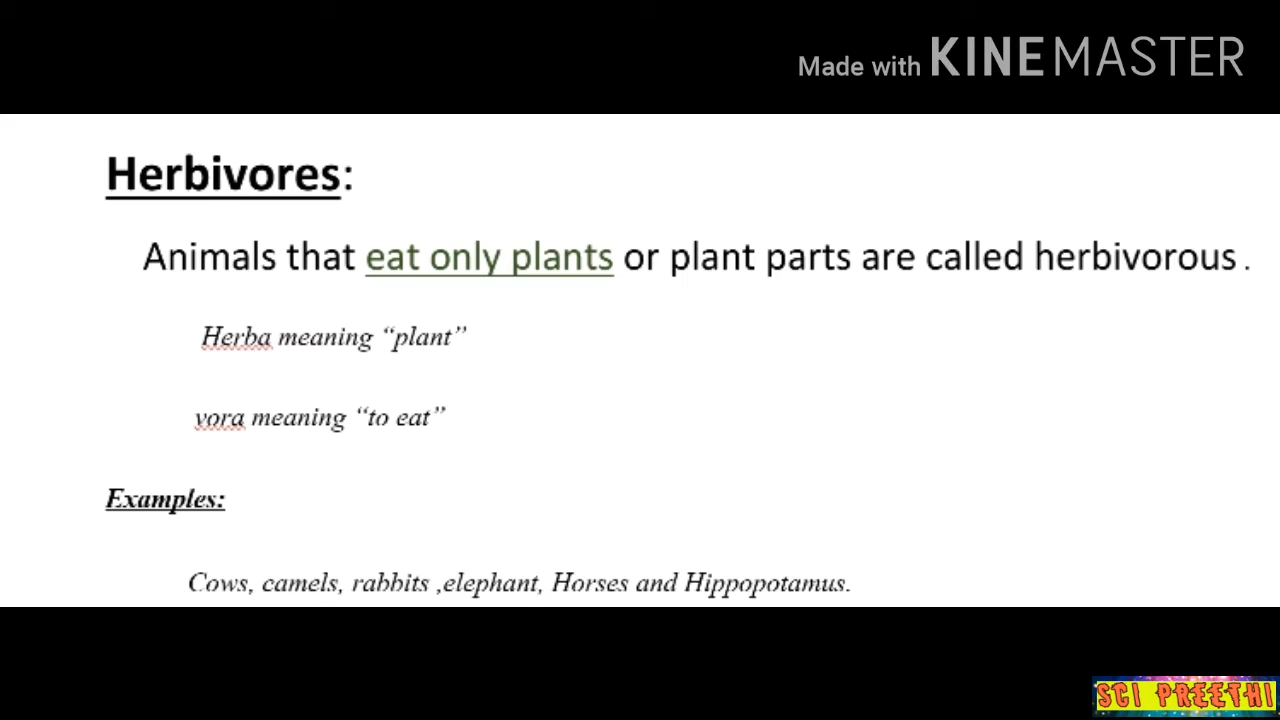 Made with KINEMASTER
Herbivores:
Animals that eat only plants or plant parts are called herbivorous .
Herba meaning “plant”
vora meaning “to eat”
Examples:
Cows, camels, rabbits ,elephant, Horses and Hippopotamus.
SCI PREETHI